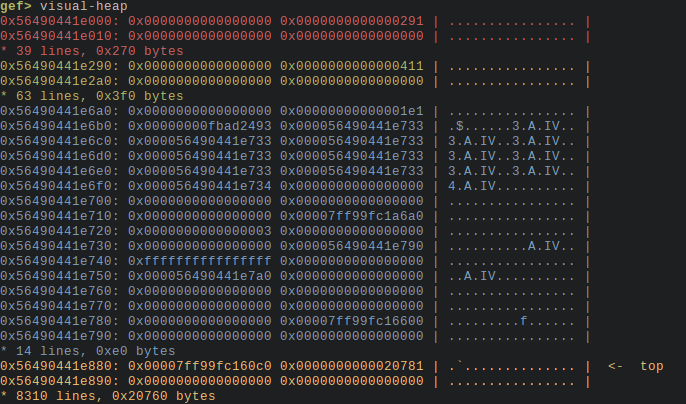 gef> visual-heap
0x56490441e000: 0x0000000000000000 0x0000000000000291 | ................ |
0x56490441e010: 0x0000000000000000 0x0000000000000000 | ................ |
* 39 lines, 0x270 bytes
0x56490441e290: 0x0000000000000000 0x0000000000000411 | ................ |
0x56490441e2a0: 0x0000000000000000 0x0000000000000000 | ................ |
* 63 lines, 0x3f0 bytes
0x56490441e6a0: 0x0000000000000000 0x00000000000001e1 | ................ |
0x56490441e6b0: 0x00000000fbad2493 0x000056490441e733 | .$......3.A.IV.. |
0x56490441e6c0: 0x000056490441e733 0x000056490441e733 | 3.A.IV..3.A.IV.. |
0x56490441e6d0: 0x000056490441e733 0x000056490441e733 | 3.A.IV..3.A.IV.. |
0x56490441e6e0: 0x000056490441e733 0x000056490441e733 | 3.A.IV..3.A.IV.. |
0x56490441e6f0: 0x000056490441e734 0x0000000000000000 | 4.A.IV.......... |
0x56490441e700: 0x0000000000000000 0x0000000000000000 | ................ |
0x56490441e710: 0x0000000000000000 0x00007ff99fc1a6a0 | ................ |
0x56490441e720: 0x0000000000000003 0x0000000000000000 | ................ |
0x56490441e730: 0x0000000000000000 0x000056490441e790 | ..........A.IV.. |
0x56490441e740: 0xffffffffffffffff 0x0000000000000000 | ................ |
0x56490441e750: 0x000056490441e7a0 0x0000000000000000 | ..A.IV.......... |
0x56490441e760: 0x0000000000000000 0x0000000000000000 | ................ |
0x56490441e770: 0x0000000000000000 0x0000000000000000 | ................ |
0x56490441e780: 0x0000000000000000 0x00007ff99fc16600 | .........f...... |
0x56490441e790: 0x0000000000000000 0x0000000000000000 | ................ |
* 14 lines, 0xe0 bytes
0x56490441e880: 0x00007ff99fc160c0 0x0000000000020781 | .`.............. | <- top
0x56490441e890: 0x0000000000000000 0x0000000000000000 | ................ |
* 8310 lines, 0x20760 bytes